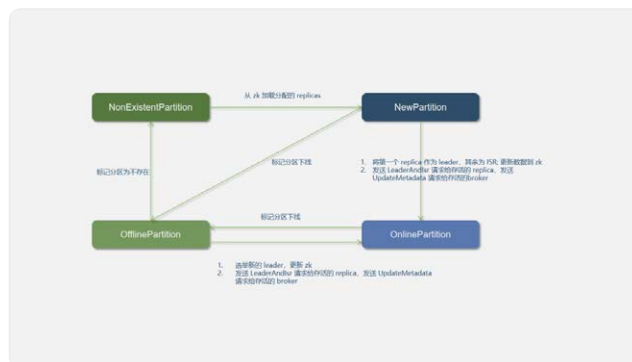 从 zk 加载分配的 replicas
NonExistentPartition
NewPartition
标记分区下线
1. 将第一个 replica 作为 leader，其余为 ISR; 更新数据到 zk
2. 发送 LeaderAndIsr 请求给存活的 replica，发送
UpdateMetadata 请求给存活的broker
标记分区为不存在
标记分区下线
OfflinePartition
OnlinePartition
1. 选举新的 leader，更新 zk
2. 发送 LeaderAndIsr 请求给存活的 replica，发送 UpdateMetadata
请求给存活的 broker